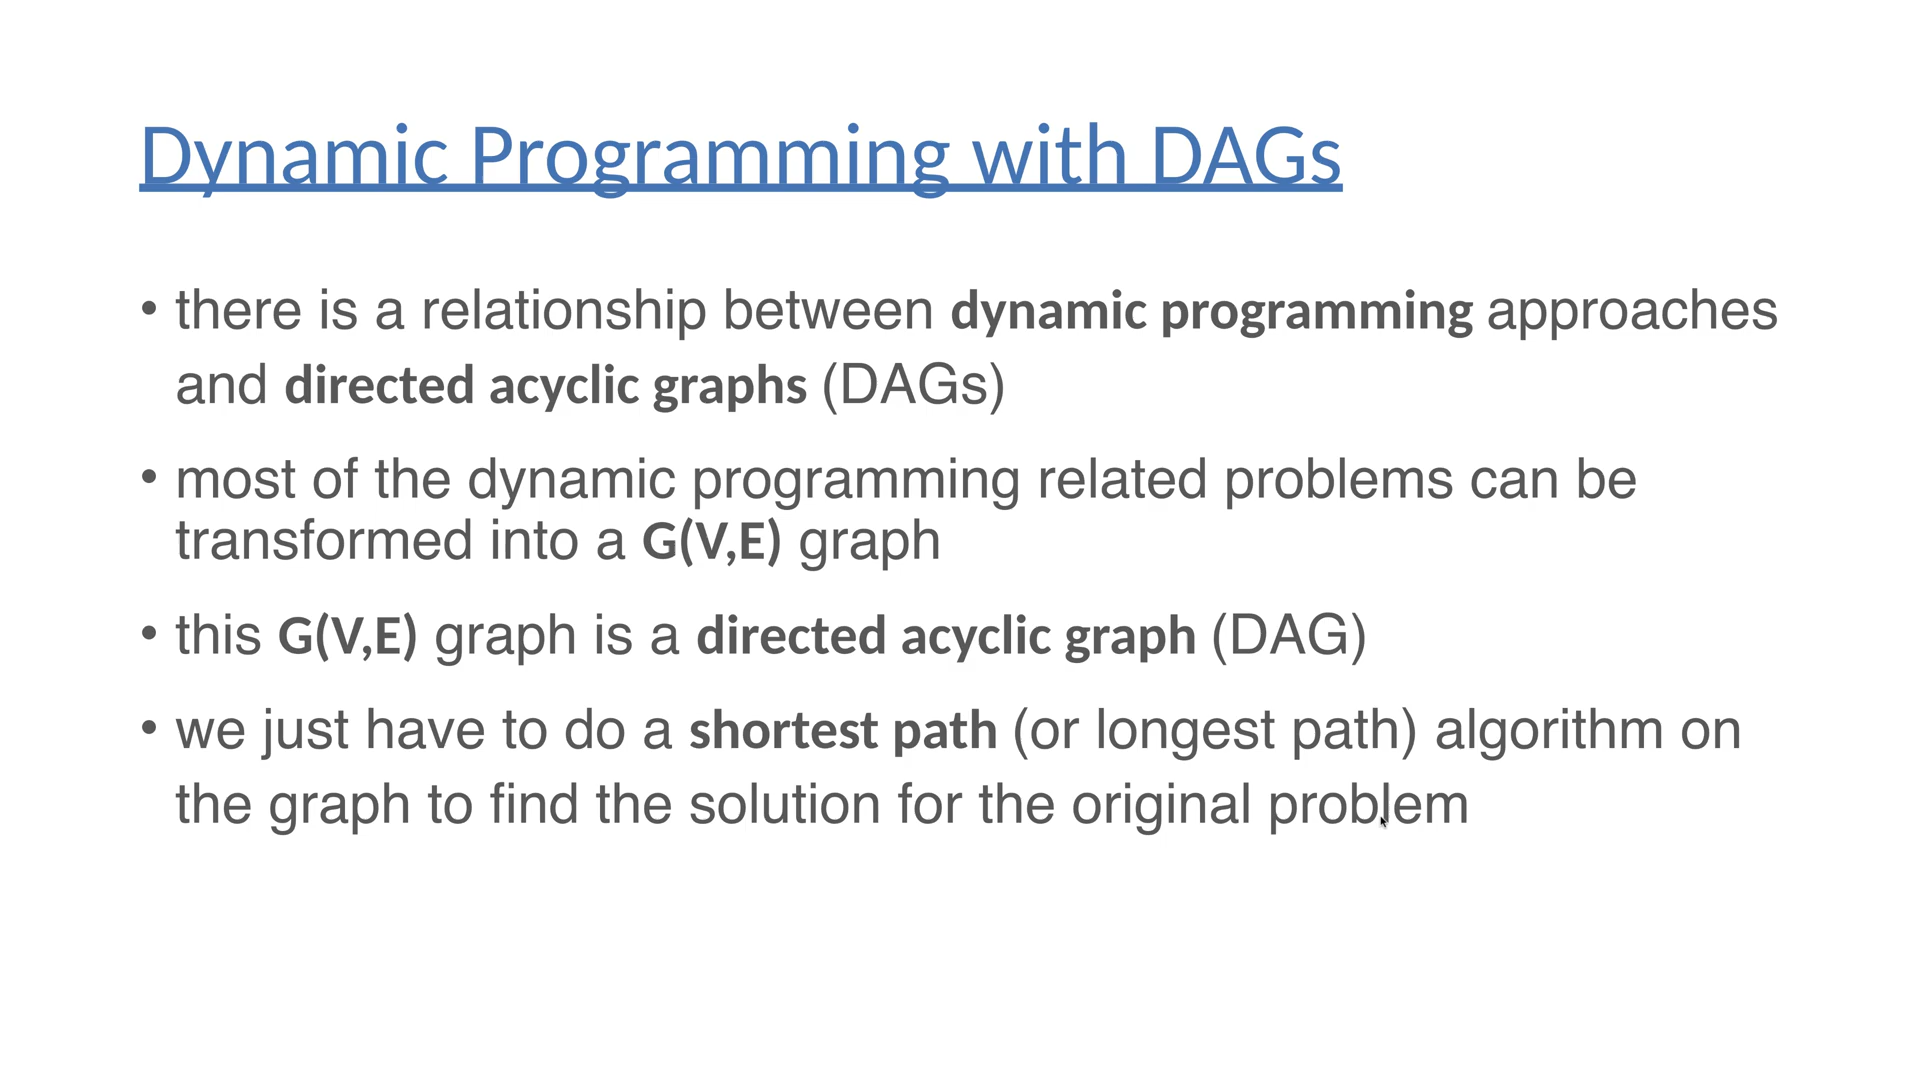 Dynamic Programming with DAGs
• there is a relationship between dynamic programming approaches
and directed acyclic graphs (DAGs)
• most of the dynamic programming related problems can be
transformed into a G(V,E) graph
• this G(V,E) graph is a directed acyclic graph (DAG)
• we just have to do a shortest path (or longest path) algorithm on
the graph to find the solution for the original problem